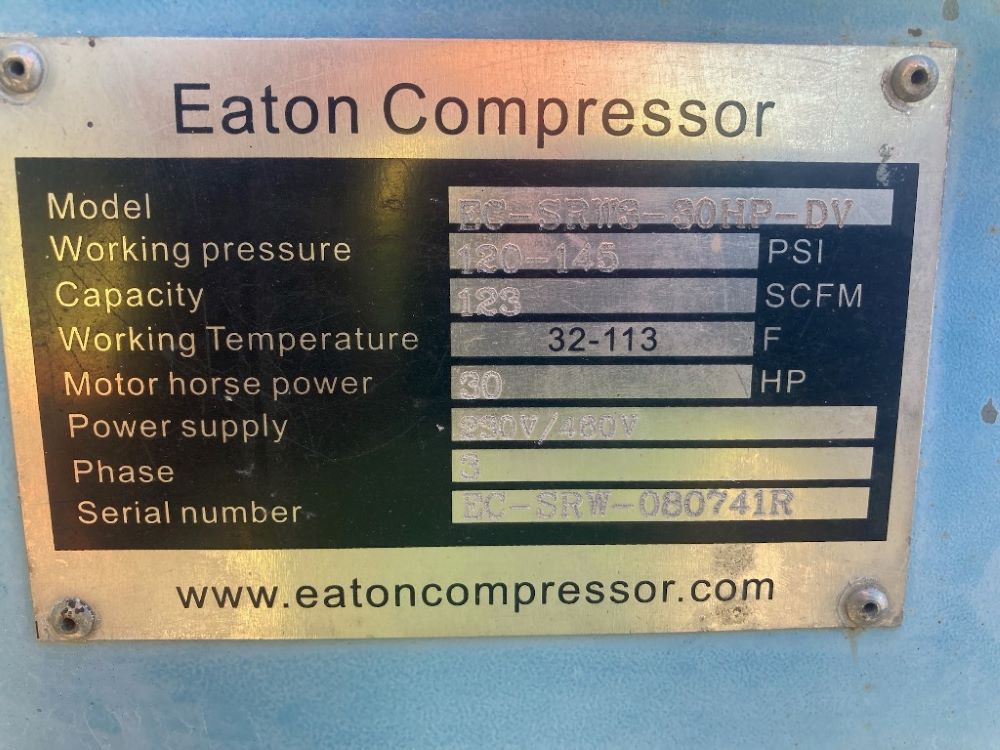 Eaton Compressor
Model EC-SRW3-30HP-DV
Working pressure 120-145 PSI
Capacity 123 SCFM
Working Temperature 32-113 F
Motor horse power 30 HP
Power supply 230V/460V
Phase 3
Serial number EC-SRW-080741R
www.eatoncompressor.com